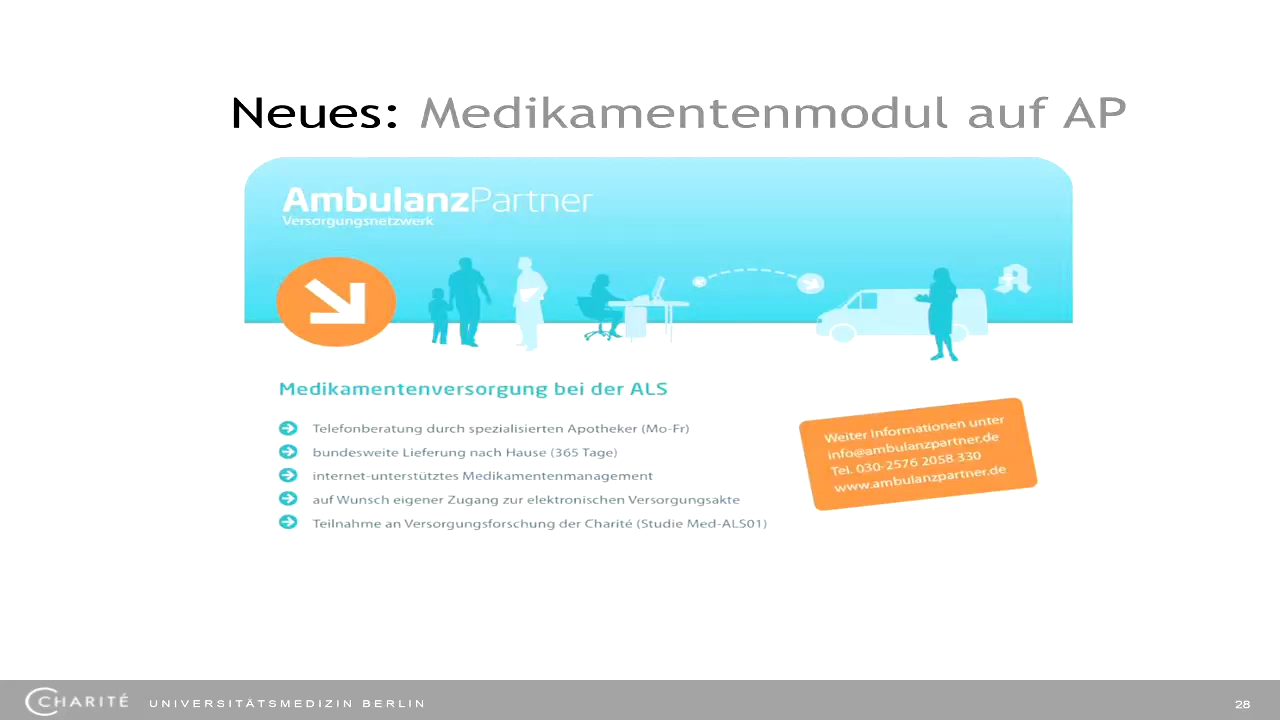 Neues: Medikamentenmodul auf AP
AmbulanzPartner
Versorgungsnetzwerk
Medikamentenversorgung bei der ALS
Telefonberatung durch spezialisierten Apotheker (Mo-Fr)
bundesweite Lieferung nach Hause (365 Tage)
internet-unterstütztes Medikamentenmanagement
auf Wunsch eigener Zugang zur elektronischen Versorgungsakte
Teilnahme an Versorgungsforschung der Charité (Studie Med-ALS01)
Weiter Informationen unter
info@ambulanzpartner.de
Tel. 030-2576 2058 330
www.ambulanzpartner.de
CHARITÉ UNIVERSITÄTSMEDIZIN BERLIN
28